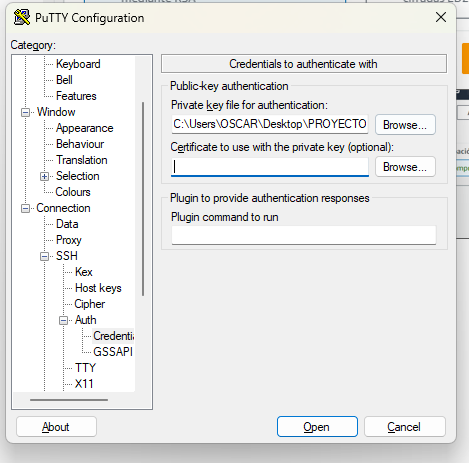 mediante RSA
PuTTY Configuration
Category:
Keyboard
Bell
Features
Window
Appearance
Behaviour
Translation
Selection
Colours
Connection
Data
Proxy
SSH
Kex
Host keys
Cipher
Auth
Credentia
GSSAPI
TTY
X11
Credentials to authenticate with
Public-key authentication
Private key file for authentication:
C:\Users\OSCAR\Desktop\PROYECTO
Browse...
Certificate to use with the private key (optional):
Browse...
Plugin to provide authentication responses
Plugin command to run
About
Open
Cancel